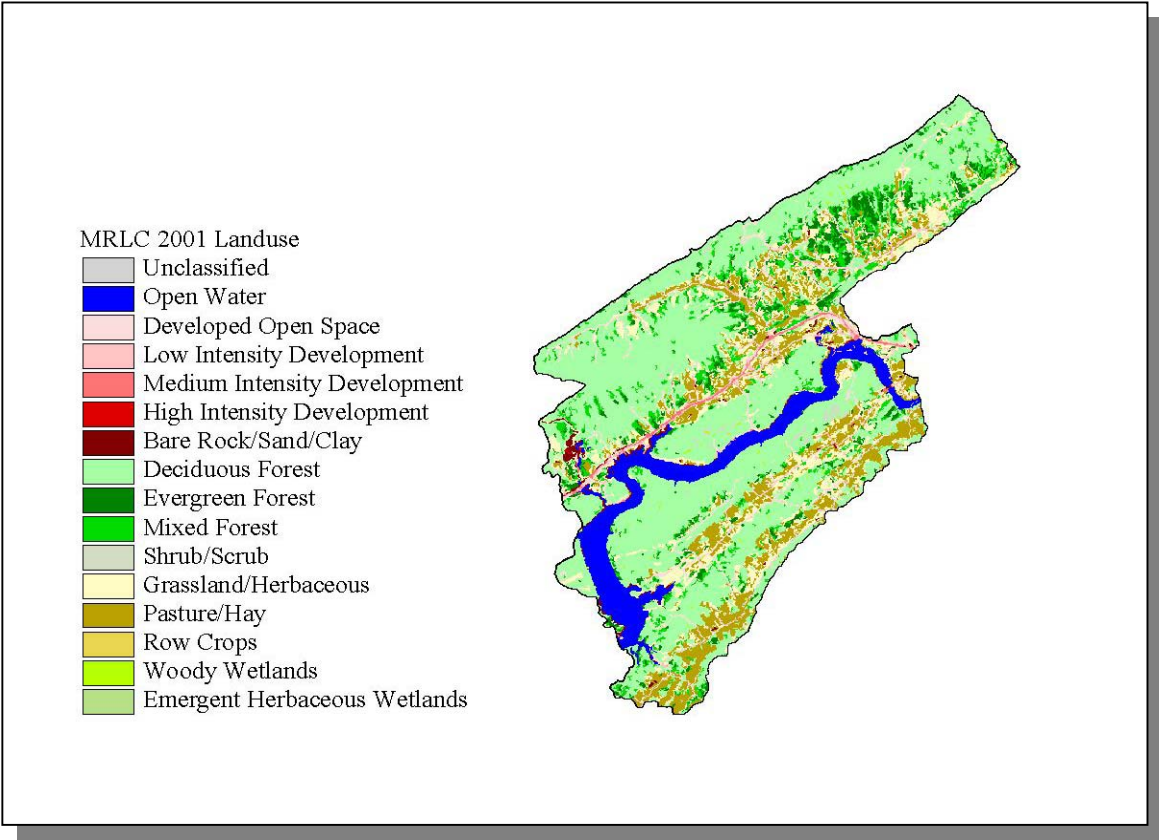 MRLC 2001 Landuse
Unclassified
Open Water
Developed Open Space
Low Intensity Development
Medium Intensity Development
High Intensity Development
Bare Rock/Sand/Clay
Deciduous Forest
Evergreen Forest
Mixed Forest
Shrub/Scrub
Grassland/Herbaceous
Pasture/Hay
Row Crops
Woody Wetlands
Emergent Herbaceous Wetlands